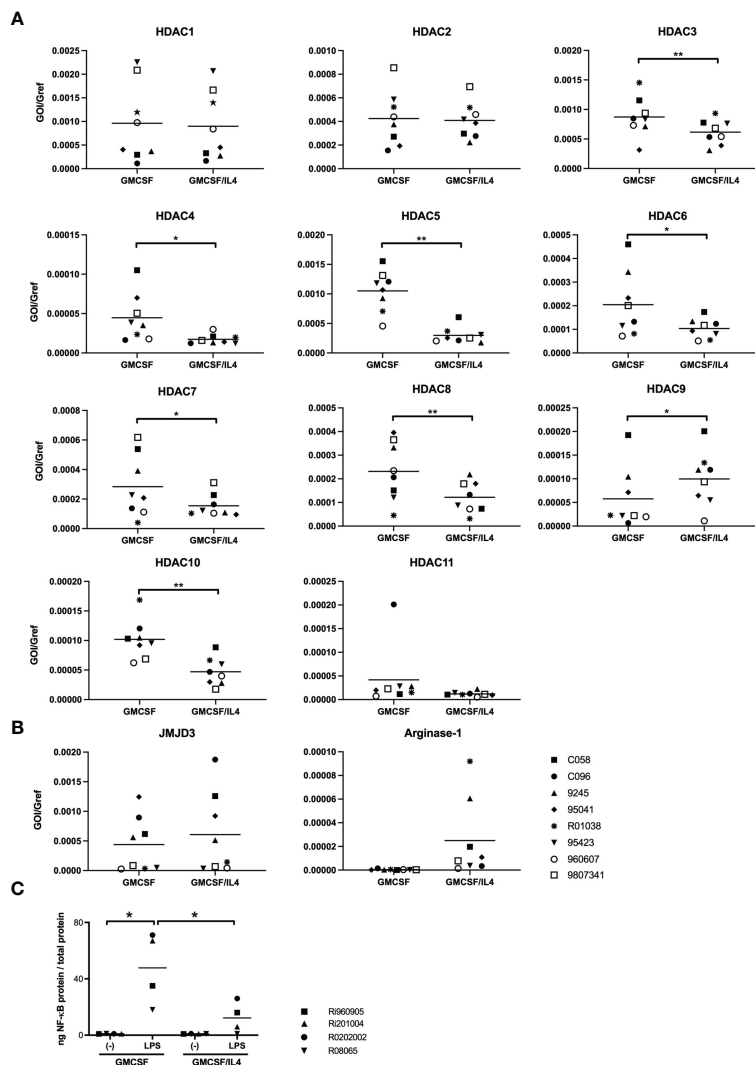 A
HDAC1
GOI/Gref
0.0025
0.0020
0.0015
0.0010
0.0005
0.0000
GMCSF GMCSF/IL4
HDAC2
0.0010
0.0008
0.0006
0.0004
0.0002
0.0000
GMCSF GMCSF/IL4
HDAC3
**
0.0020
0.0015
0.0010
0.0005
0.0000
GMCSF GMCSF/IL4
HDAC4
*
GOI/Gref
0.00015
0.00010
0.00005
0.00000
GMCSF GMCSF/IL4
HDAC5
**
0.0020
0.0015
0.0010
0.0005
0.0000
GMCSF GMCSF/IL4
HDAC6
*
0.0005
0.0004
0.0003
0.0002
0.0001
0.0000
GMCSF GMCSF/IL4
HDAC7
*
GOI/Gref
0.0008
0.0006
0.0004
0.0002
0.0000
GMCSF GMCSF/IL4
HDAC8
**
0.0005
0.0004
0.0003
0.0002
0.0001
0.0000
GMCSF GMCSF/IL4
HDAC9
*
0.00025
0.00020
0.00015
0.00010
0.00005
0.00000
GMCSF GMCSF/IL4
HDAC10
**
GOI/Gref
0.00020
0.00015
0.00010
0.00005
0.00000
GMCSF GMCSF/IL4
HDAC11
0.00025
0.00020
0.00015
0.00010
0.00005
0.00000
GMCSF GMCSF/IL4
B
JMJD3
GOI/Gref
0.0020
0.0015
0.0010
0.0005
0.0000
GMCSF GMCSF/IL4
Arginase-1
0.00010
0.00008
0.00006
0.00004
0.00002
0.00000
GMCSF GMCSF/IL4
C058
C096
9245
95041
R01038
95423
960607
9807341
C
ng NF-κB protein / total protein
80
40
0
* *
(-) LPS (-) LPS
GMCSF GMCSF/IL4
Ri960905
Ri201004
R0202002
R08065